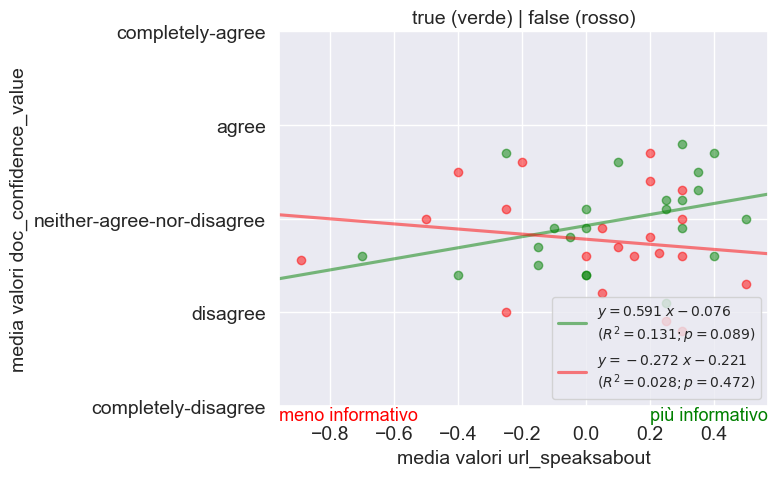 true (verde) | false (rosso)
media valori doc_confidence_value
completely-agree
agree
neither-agree-nor-disagree
disagree
completely-disagree
y = 0.591 x − 0.076
(R² = 0.131; p = 0.089)
y = − 0.272 x − 0.221
(R² = 0.028; p = 0.472)
meno informativo
più informativo
−0.8 −0.6 −0.4 −0.2 0.0 0.2 0.4
media valori url_speaksabout